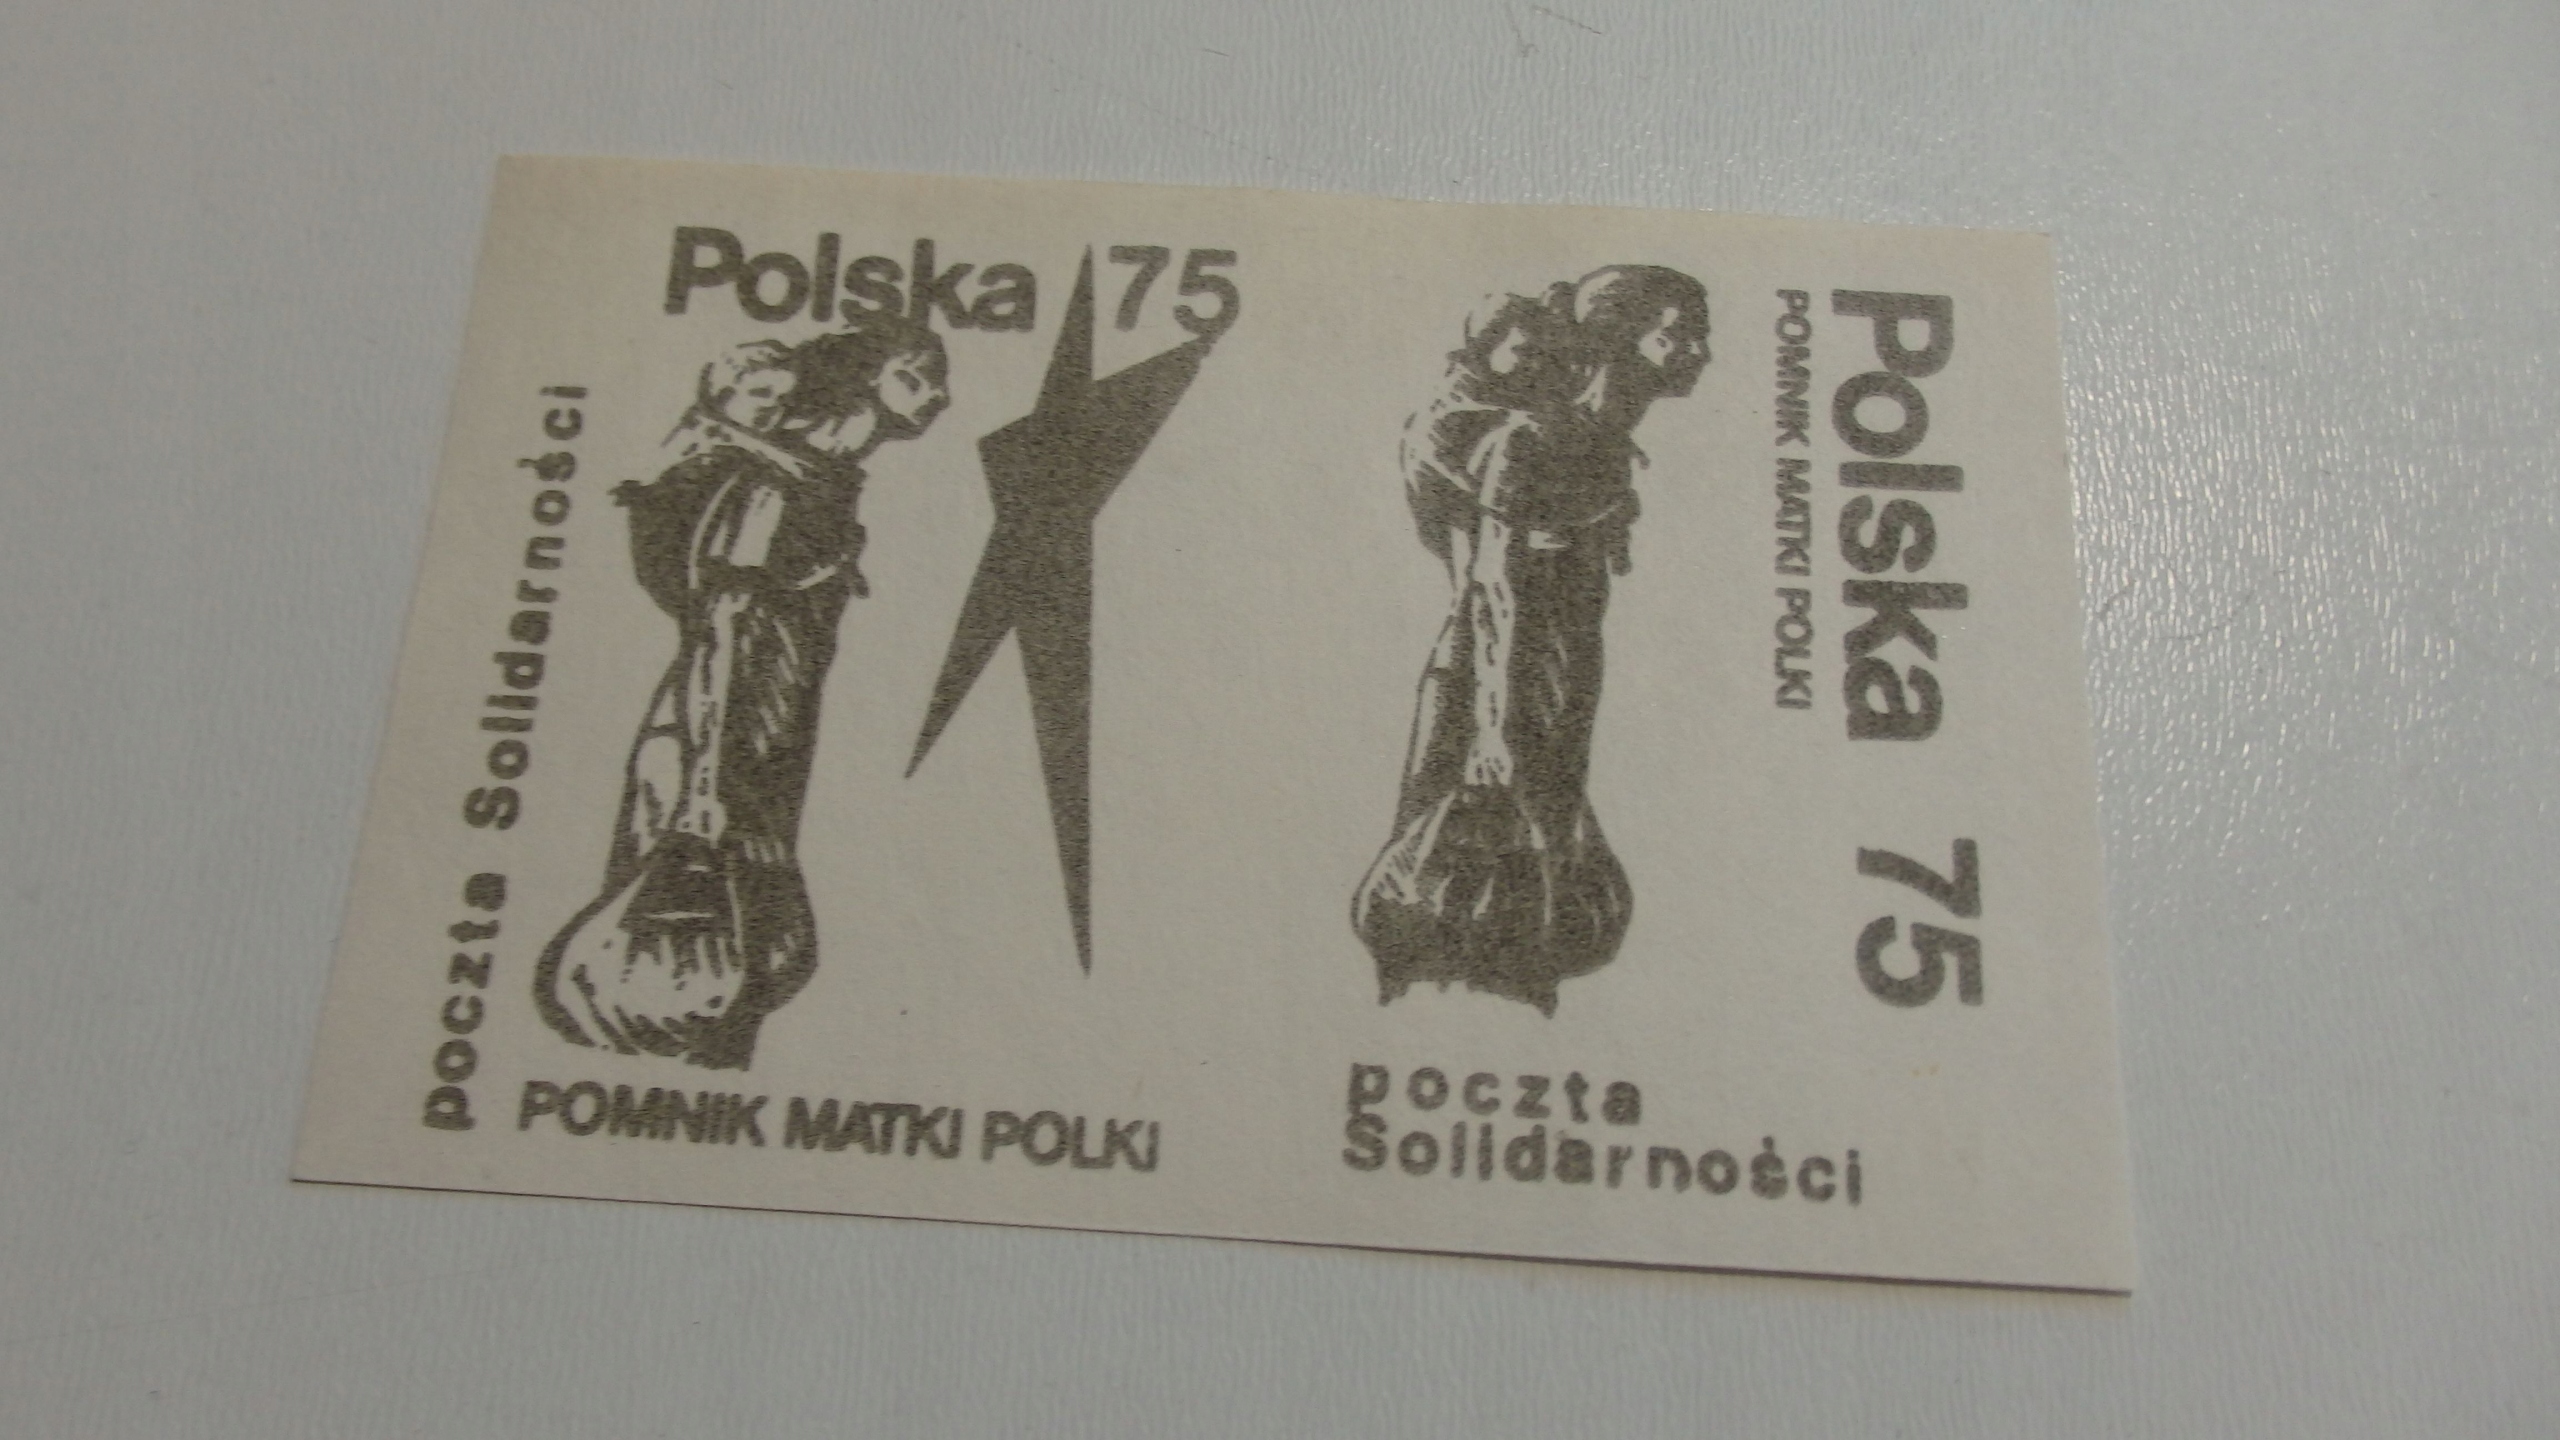 Polska 75
poczta Solidarności
POMNIK MATKI POLKI
Polska 75
POMNIK MATKI POLKI
poczta
Solidarności